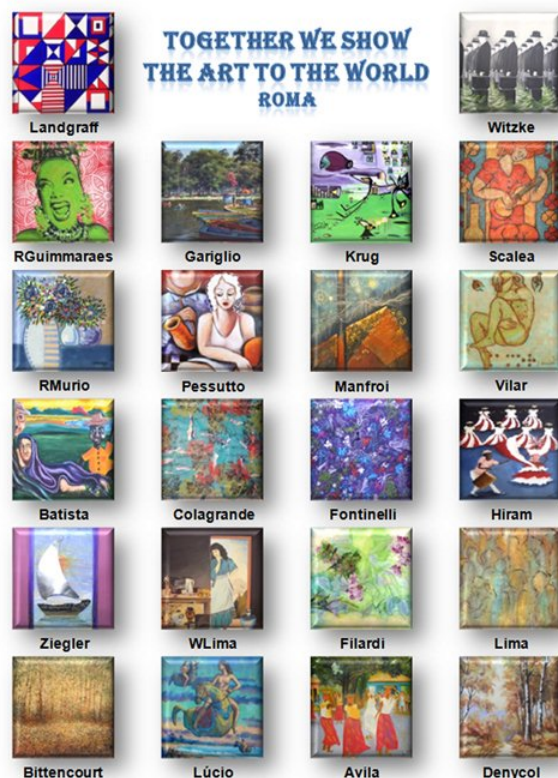 TOGETHER WE SHOW
THE ART TO THE WORLD
ROMA
Landgraff
Witzke
RGuimmaraes
Gariglio
Krug
Scalea
RMurio
Pessutto
Manfroi
Vilar
Batista
Colagrande
Fontinelli
Hiram
Ziegler
WLima
Filardi
Lima
Bittencourt
Lúcio
Avila
Denycol